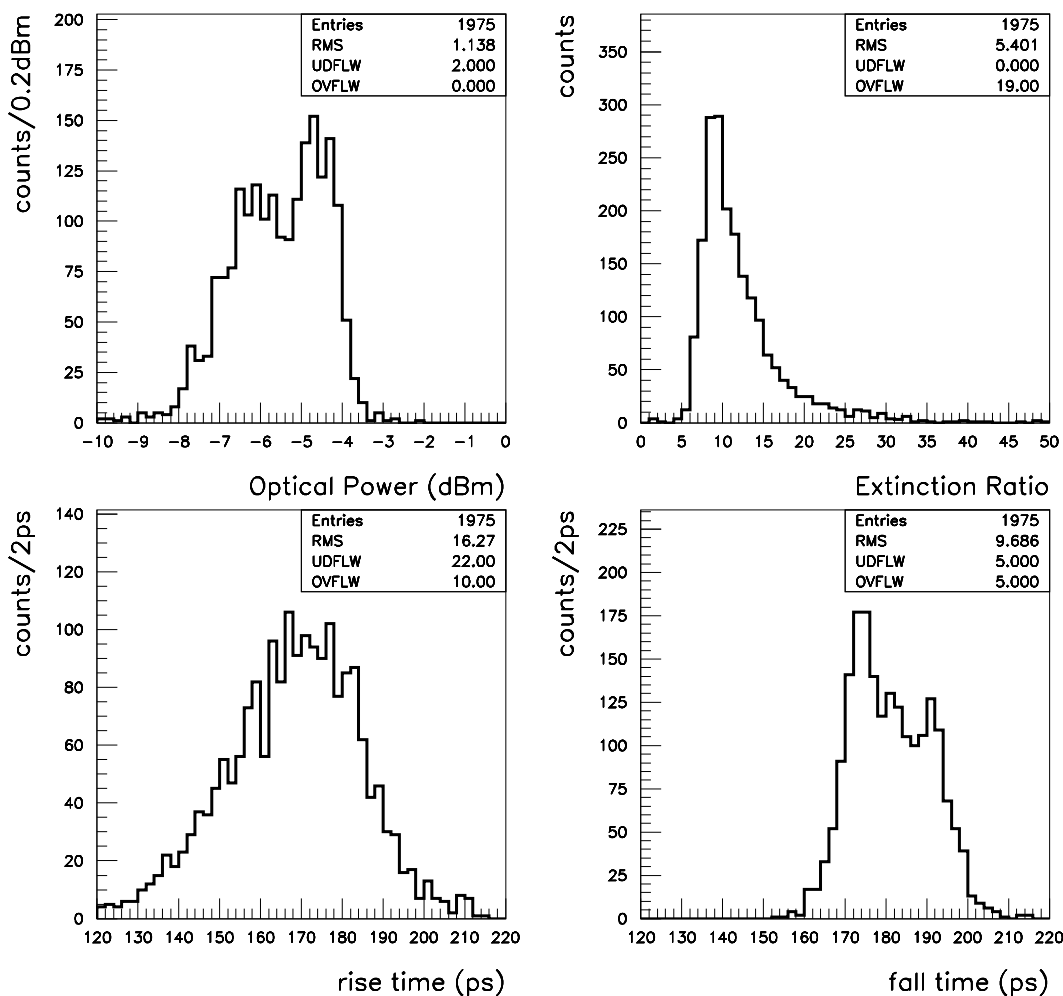 counts/0.2dBm
200
175
150
125
100
75
50
25
0
Entries 1975
RMS 1.138
UDFLW 2.000
OVFLW 0.000
−10 −9 −8 −7 −6 −5 −4 −3 −2 −1 0
Optical Power (dBm)
counts
350
300
250
200
150
100
50
0
Entries 1975
RMS 5.401
UDFLW 0.000
OVFLW 19.00
0 5 10 15 20 25 30 35 40 45 50
Extinction Ratio
counts/2ps
140
120
100
80
60
40
20
0
Entries 1975
RMS 16.27
UDFLW 22.00
OVFLW 10.00
120 130 140 150 160 170 180 190 200 210 220
rise time (ps)
counts/2ps
225
200
175
150
125
100
75
50
25
0
Entries 1975
RMS 9.686
UDFLW 5.000
OVFLW 5.000
120 130 140 150 160 170 180 190 200 210 220
fall time (ps)